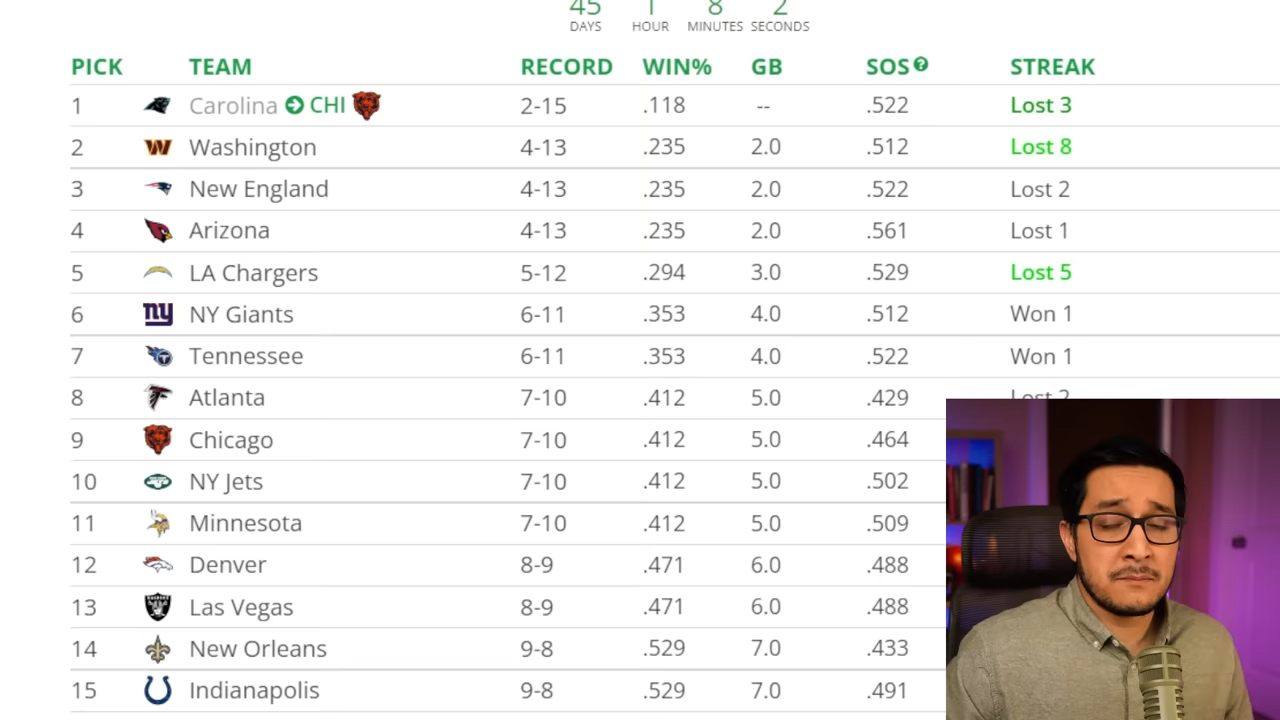 45 1 8 2
DAYS HOUR MINUTES SECONDS
PICK TEAM RECORD WIN% GB SOS? STREAK
1 Carolina CHI 2-15 .118 -- .522 Lost 3
2 Washington 4-13 .235 2.0 .512 Lost 8
3 New England 4-13 .235 2.0 .522 Lost 2
4 Arizona 4-13 .235 2.0 .561 Lost 1
5 LA Chargers 5-12 .294 3.0 .529 Lost 5
6 ny NY Giants 6-11 .353 4.0 .512 Won 1
7 Tennessee 6-11 .353 4.0 .522 Won 1
8 Atlanta 7-10 .412 5.0 .429 Lost 2
9 Chicago 7-10 .412 5.0 .464
10 NY Jets 7-10 .412 5.0 .502
11 Minnesota 7-10 .412 5.0 .509
12 Denver 8-9 .471 6.0 .488
13 Las Vegas 8-9 .471 6.0 .488
14 New Orleans 9-8 .529 7.0 .433
15 Indianapolis 9-8 .529 7.0 .491